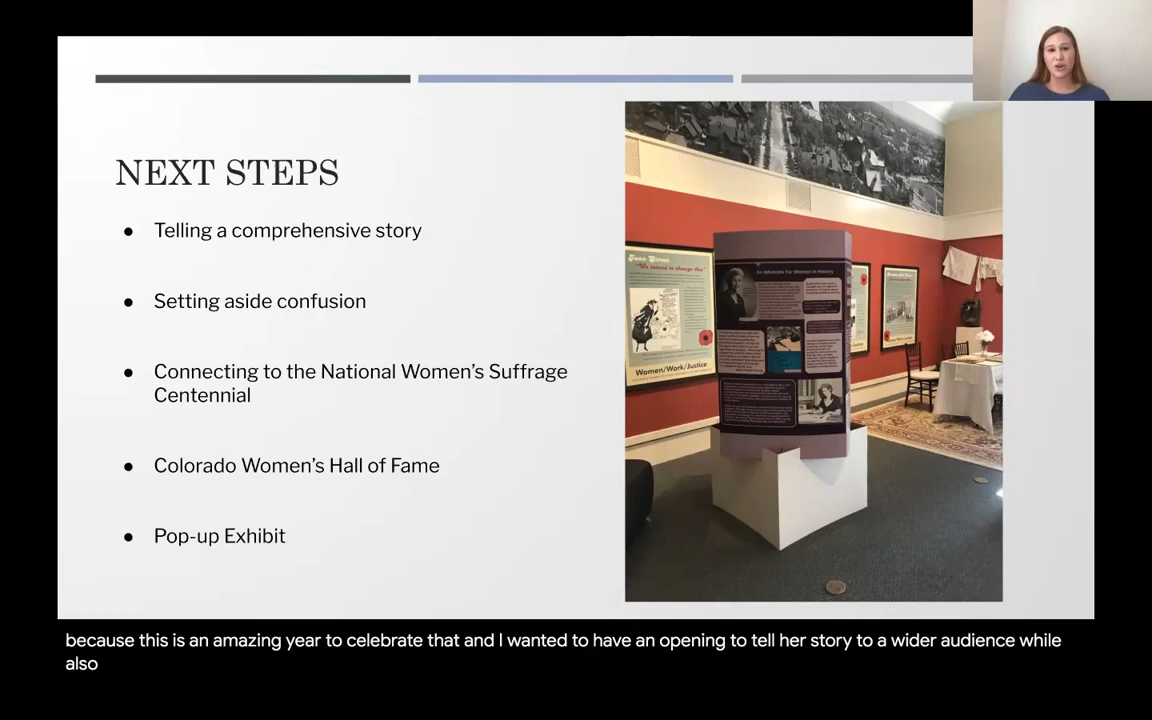 NEXT STEPS
● Telling a comprehensive story
● Setting aside confusion
● Connecting to the National Women's Suffrage
Centennial
● Colorado Women's Hall of Fame
● Pop-up Exhibit
An Advocate For Women In History
"We intend to change this"
Women/Work/Justice
because this is an amazing year to celebrate that and I wanted to have an opening to tell her story to a wider audience while
also